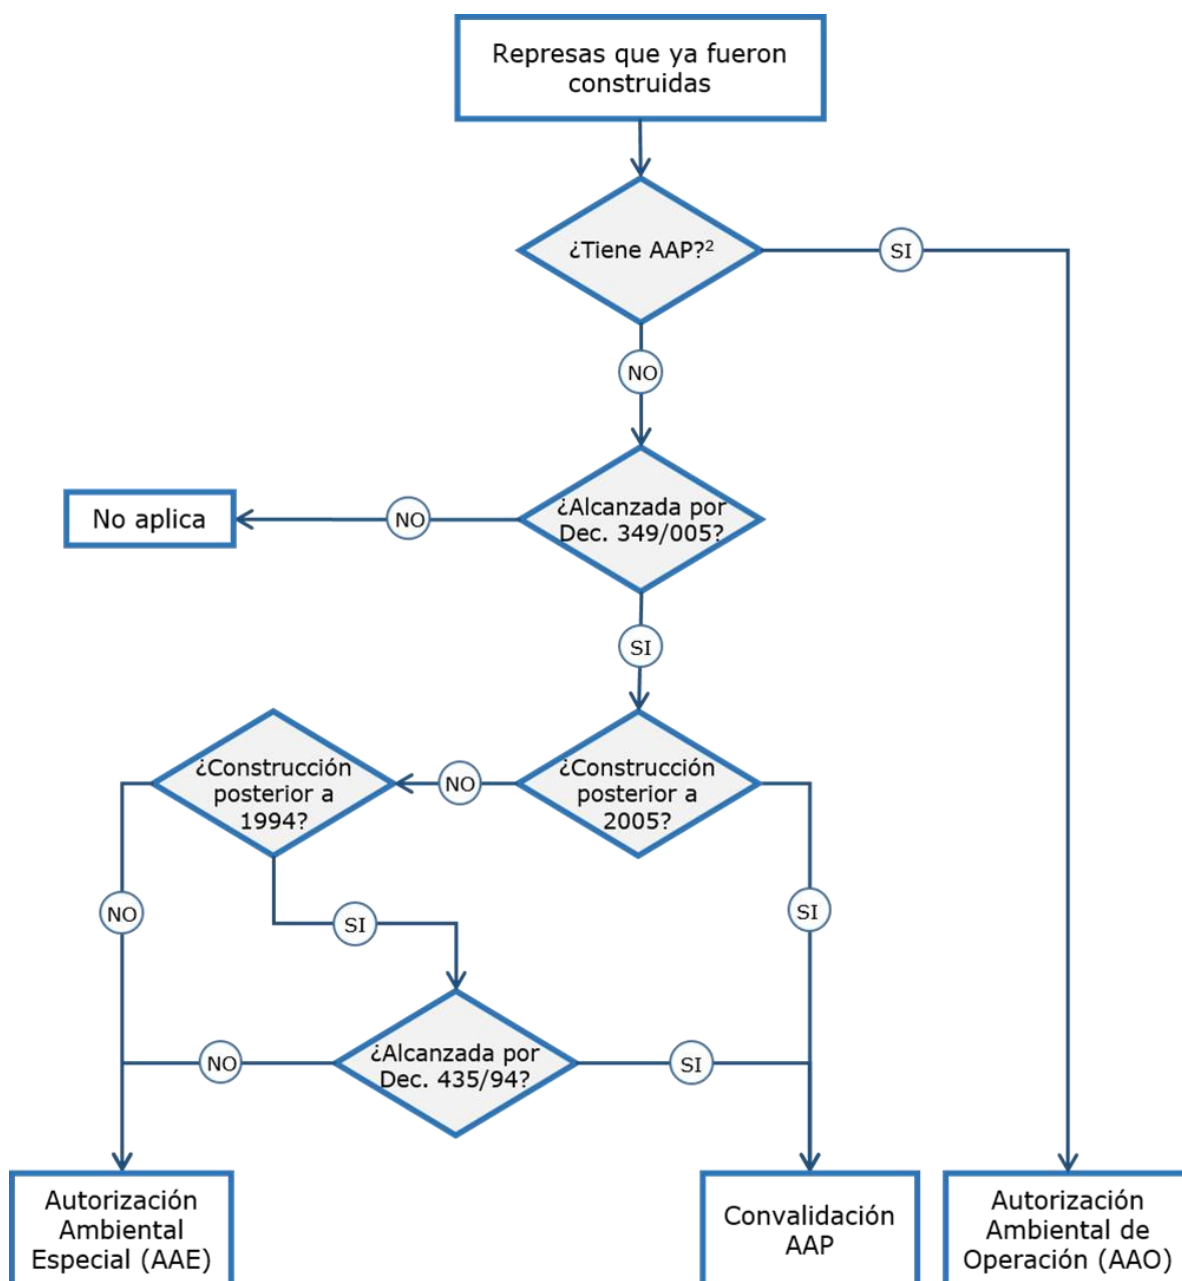 Represas que ya fueron
construidas
¿Tiene AAP?²
SI
NO
¿Alcanzada por
Dec. 349/005?
NO
No aplica
SI
¿Construcción
posterior a
2005?
NO
¿Construcción
posterior a
1994?
NO
SI
SI
¿Alcanzada por
Dec. 435/94?
NO
SI
Autorización
Ambiental
Especial (AAE)
Convalidación
AAP
Autorización
Ambiental de
Operación (AAO)